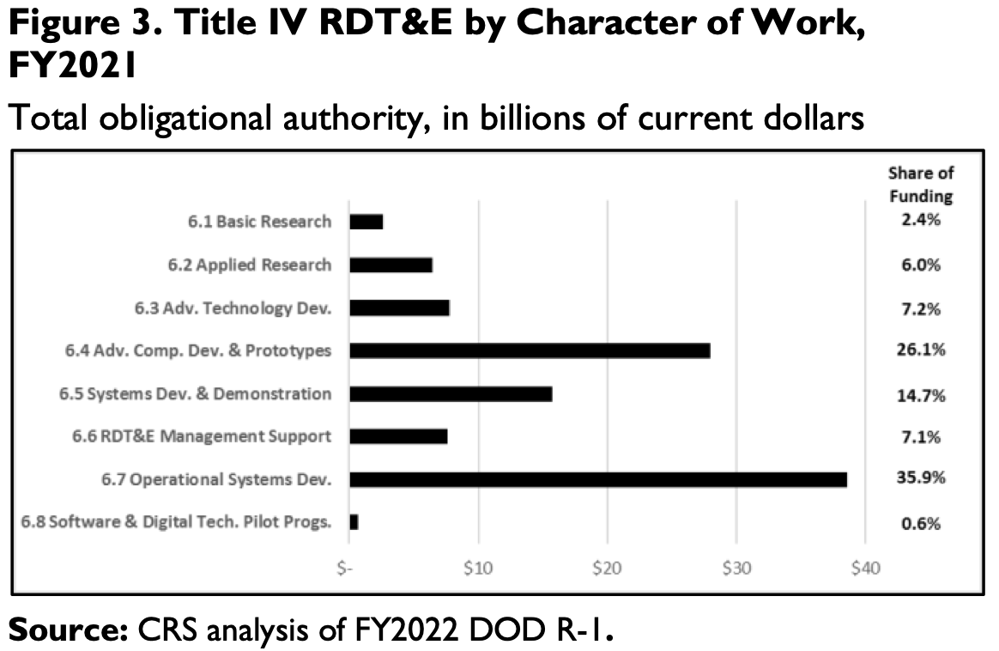 Figure 3. Title IV RDT&E by Character of Work,
FY2021
Total obligational authority, in billions of current dollars
Share of
Funding
6.1 Basic Research 2.4%
6.2 Applied Research 6.0%
6.3 Adv. Technology Dev. 7.2%
6.4 Adv. Comp. Dev. & Prototypes 26.1%
6.5 Systems Dev. & Demonstration 14.7%
6.6 RDT&E Management Support 7.1%
6.7 Operational Systems Dev. 35.9%
6.8 Software & Digital Tech. Pilot Progs. 0.6%
$- $10 $20 $30 $40
Source: CRS analysis of FY2022 DOD R-1.